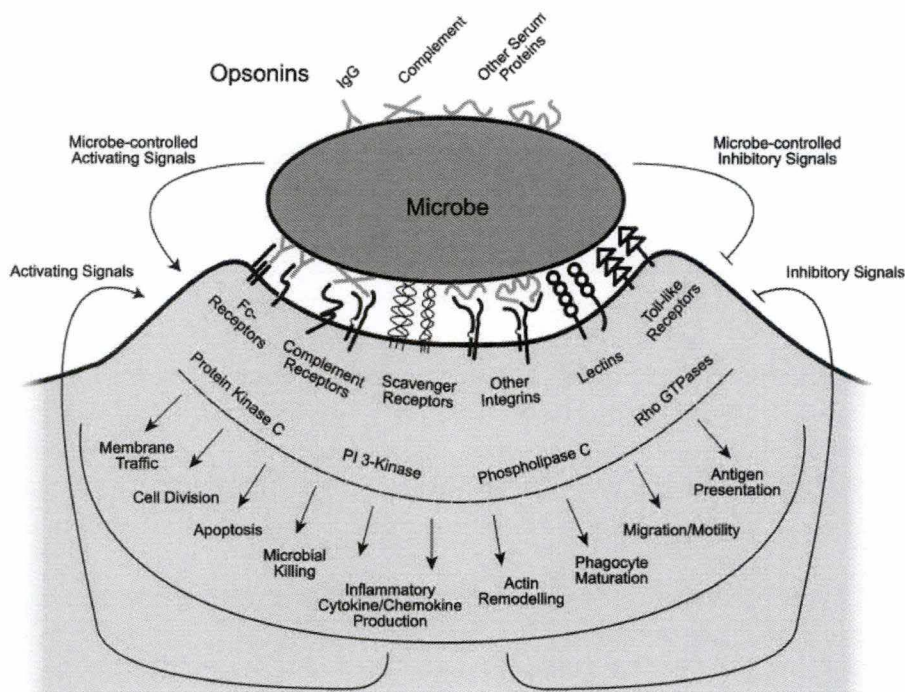 Opsonins
IgG
Complement
Other Serum
Proteins
Microbe-controlled
Activating Signals
Microbe-controlled
Inhibitory Signals
Microbe
Activating Signals
Inhibitory Signals
Fc-
Receptors
Complement
Receptors
Scavenger
Receptors
Other
Integrins
Lectins
Toll-like
Receptors
Protein Kinase C
PI 3-Kinase
Phospholipase C
Rho GTPases
Membrane
Traffic
Cell Division
Apoptosis
Microbial
Killing
Inflammatory
Cytokine/Chemokine
Production
Actin
Remodelling
Phagocyte
Maturation
Migration/Motility
Antigen
Presentation